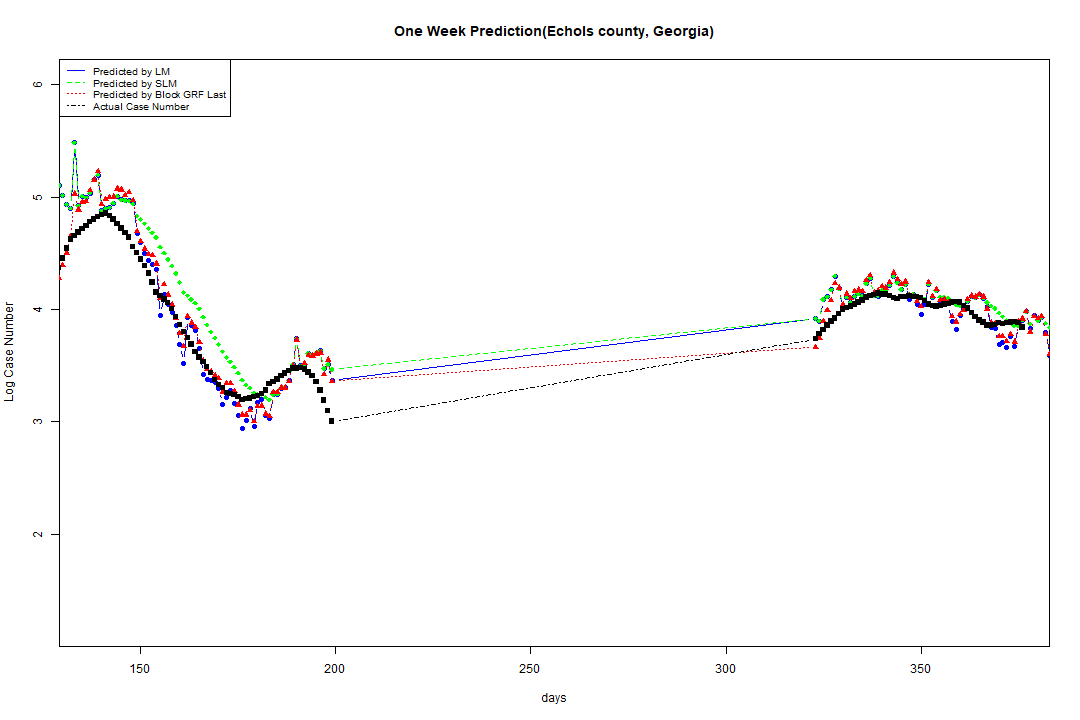 One Week Prediction(Echols county, Georgia)
Predicted by LM
Predicted by SLM
Predicted by Block GRF Last
Actual Case Number
Log Case Number
6
5
4
3
2
150 200 250 300 350
days